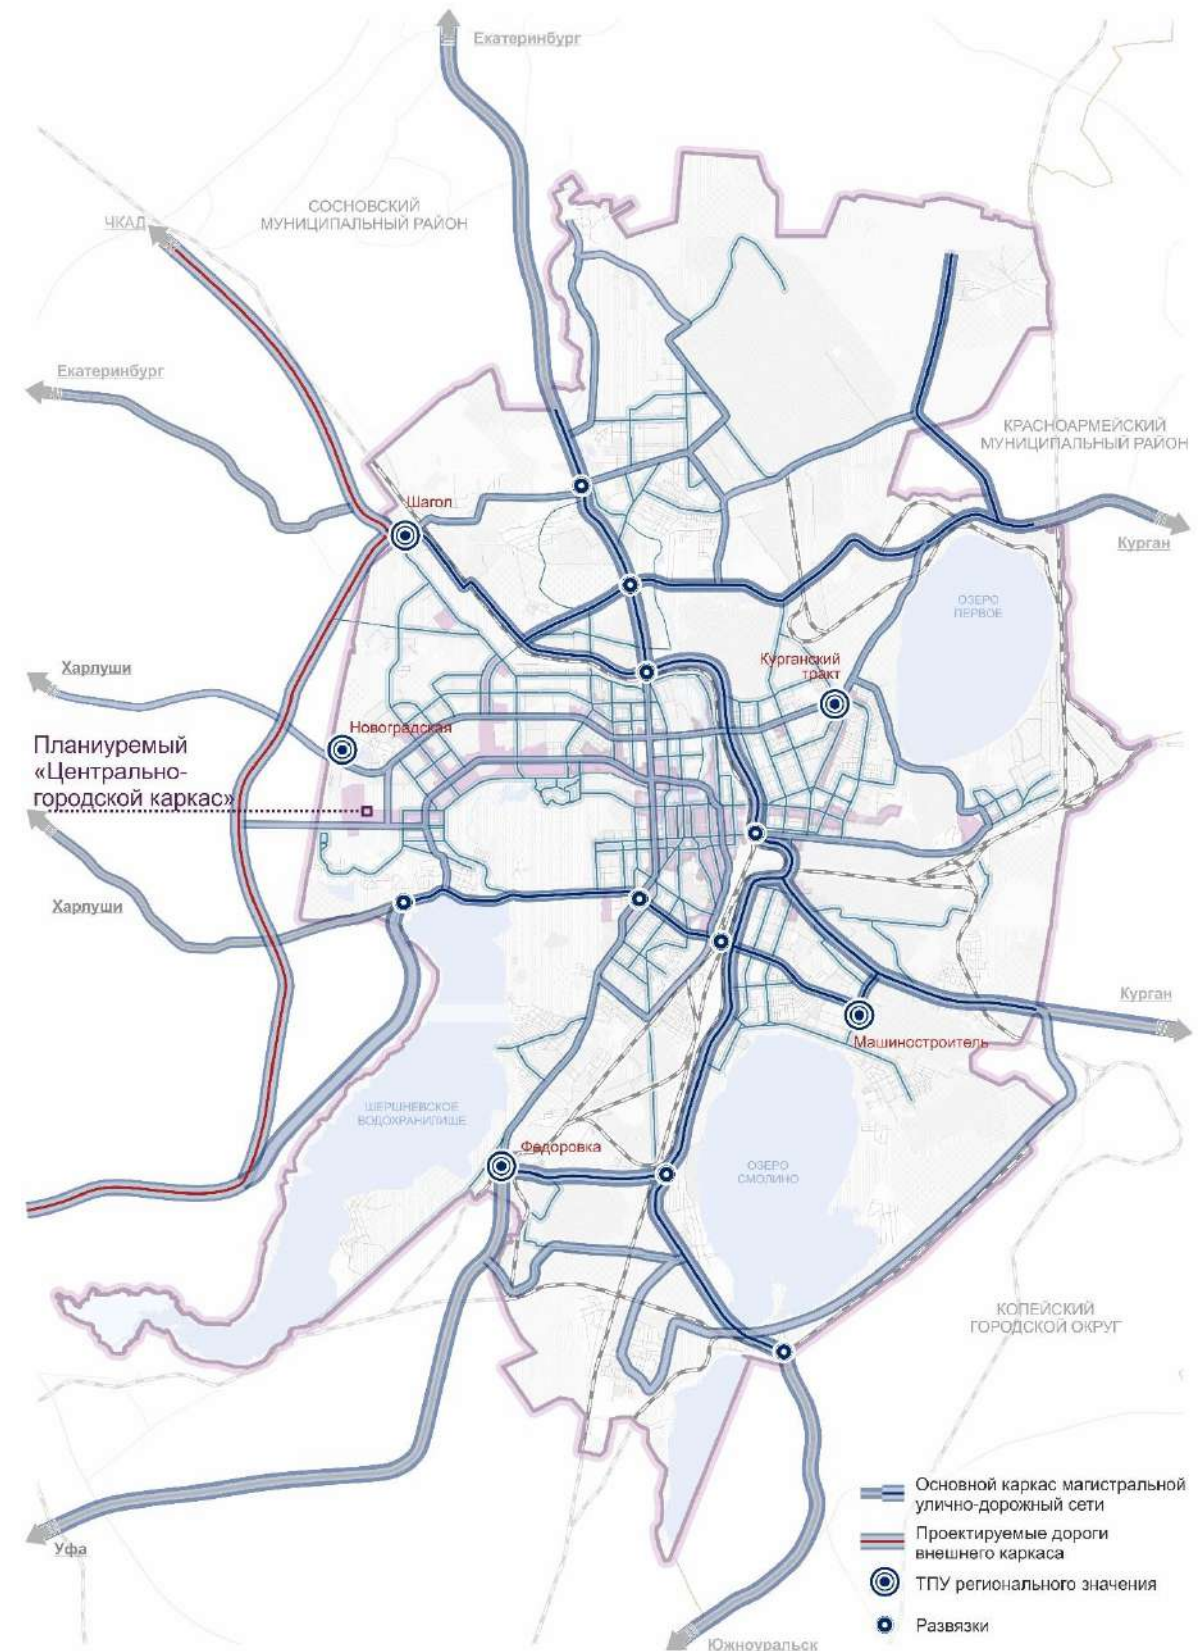 Екатеринбург
СОСНОВСКИЙ
МУНИЦИПАЛЬНЫЙ РАЙОН
ЧКАД
Екатеринбург
КРАСНОАРМЕЙСКИЙ
МУНИЦИПАЛЬНЫЙ РАЙОН
Шагол
Курган
ОЗЕРО
ПЕРВОЕ
Харлуши
Курганский
тракт
Новоградская
Планиуремый
«Центрально-
городской каркас»
Харлуши
Курган
Машиностроитель
ШЕРШНЕВСКОЕ
ВОДОХРАНИЛИЩЕ
Федоровка
ОЗЕРО
СМОЛИНО
КОПЕЙСКИЙ
ГОРОДСКОЙ ОКРУГ
Основной каркас магистральной
улично-дорожный сети
Проектируемые дороги
внешнего каркаса
Уфа
ТПУ регионального значения
Развязки
Южноуральск